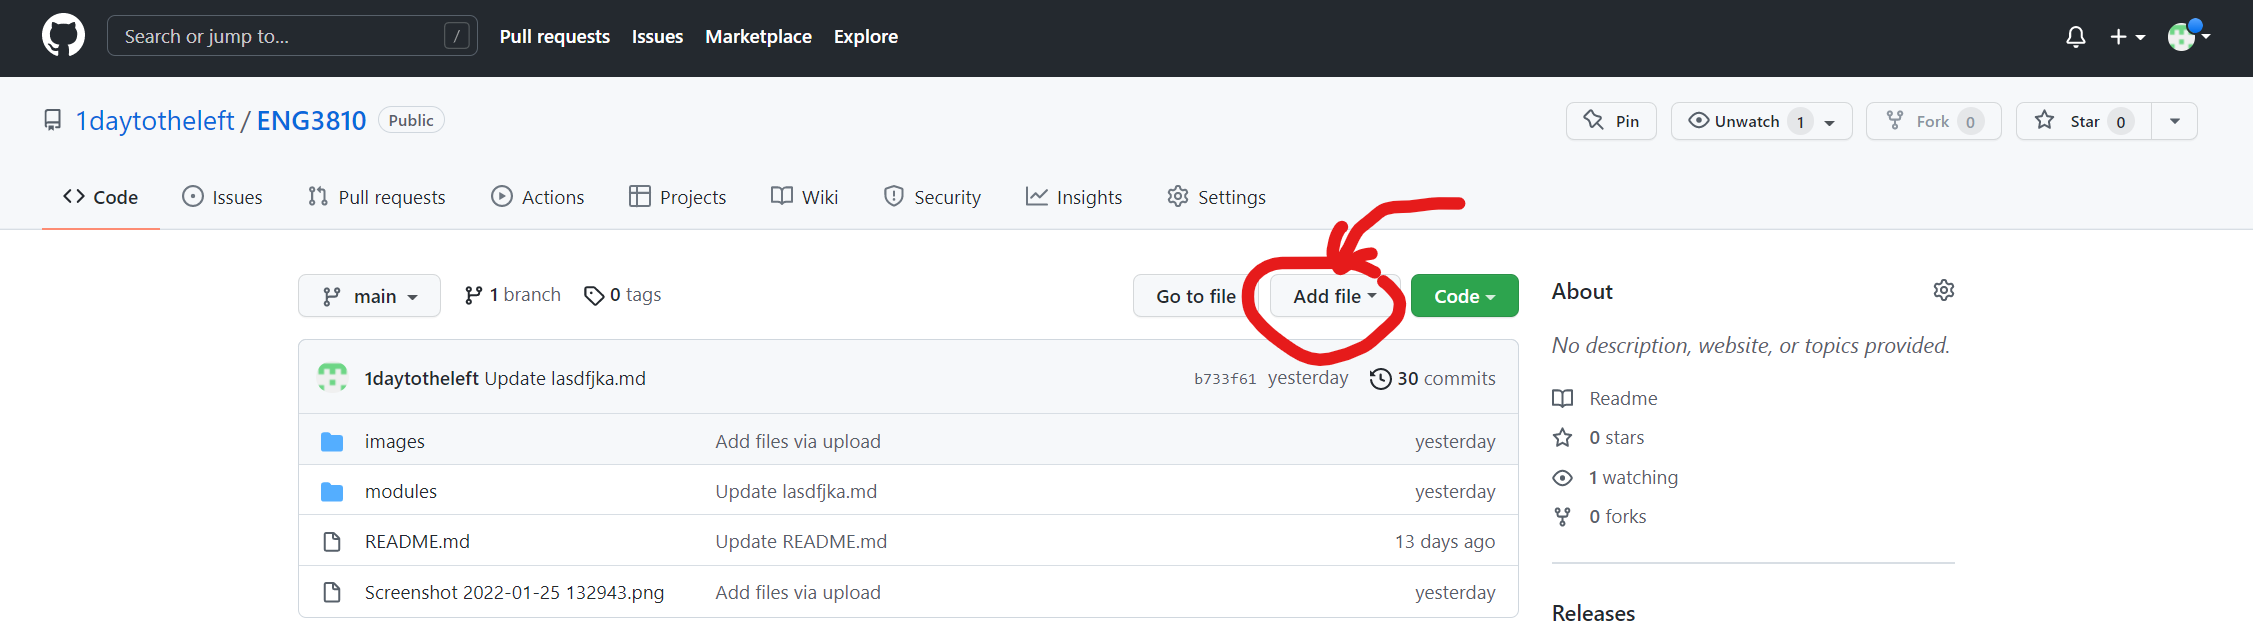 Search or jump to... / Pull requests Issues Marketplace Explore
1daytotheleft / ENG3810 Public Pin Unwatch 1 Fork 0 Star 0
Code Issues Pull requests Actions Projects Wiki Security Insights Settings
main 1 branch 0 tags Go to file Add file Code
About
No description, website, or topics provided.
1daytotheleft Update lasdfjka.md b733f61 yesterday 30 commits
images Add files via upload yesterday
modules Update lasdfjka.md yesterday
README.md Update README.md 13 days ago
Screenshot 2022-01-25 132943.png Add files via upload yesterday
Readme
0 stars
1 watching
0 forks
Releases